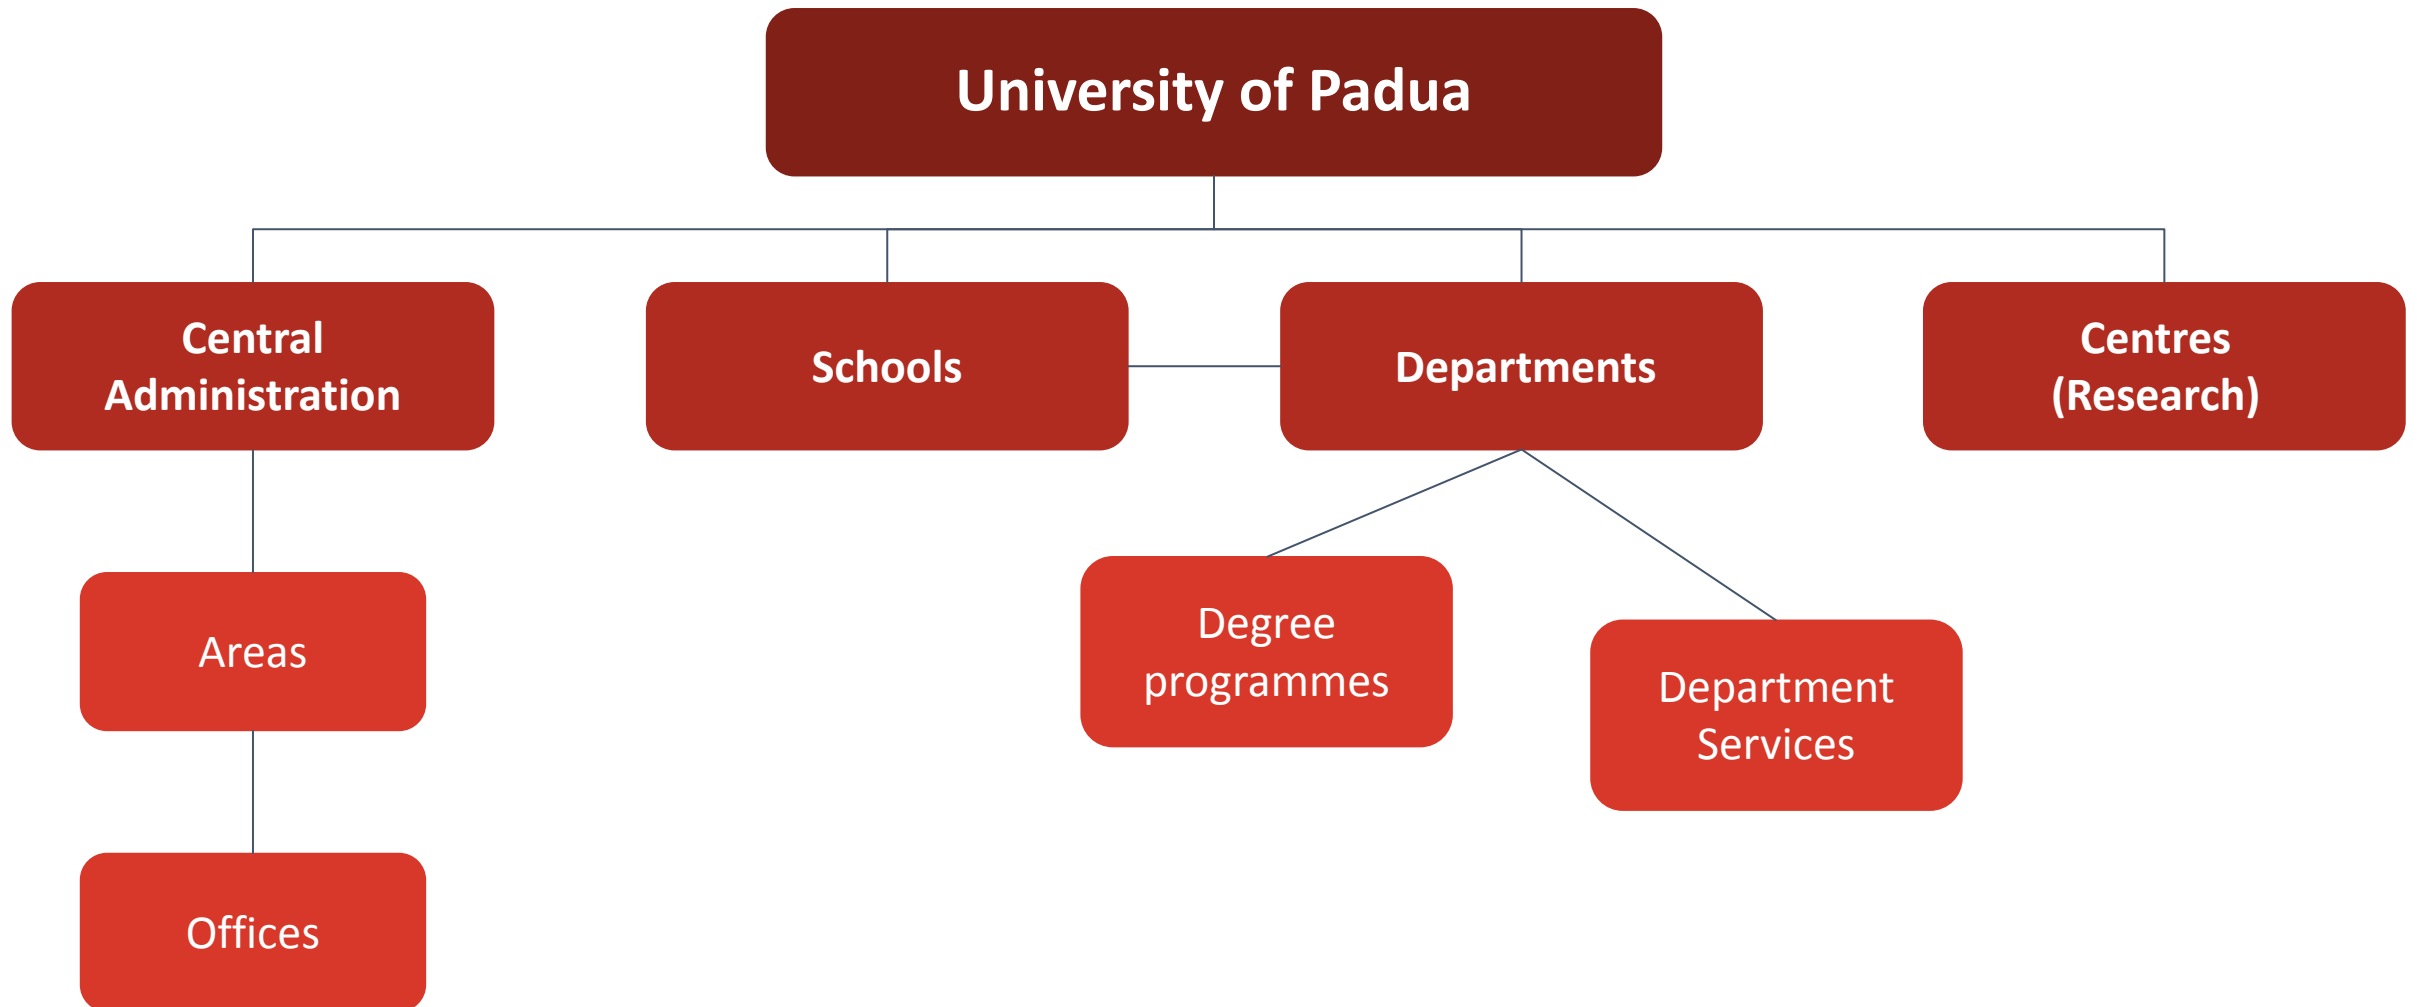 University of Padua
Central
Administration
Schools
Departments
Centres
(Research)
Areas
Degree
programmes
Department
Services
Offices